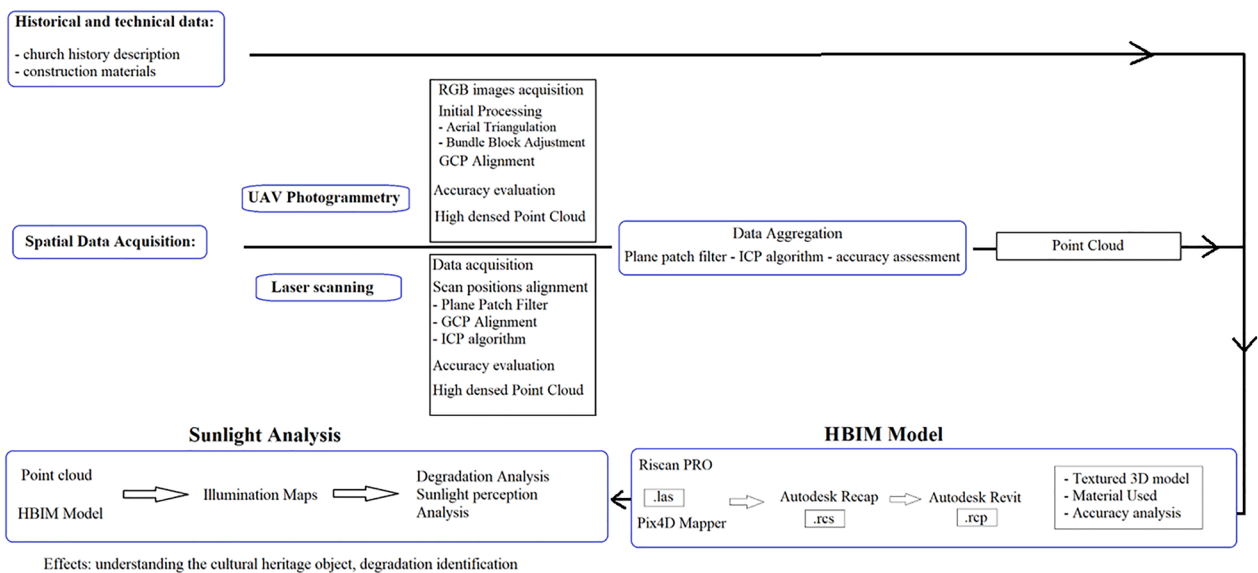 Historical and technical data:
- church history description
- construction materials
RGB images acquisition
Initial Processing
- Aerial Triangulation
- Bundle Block Adjustment
GCP Alignment
Accuracy evaluation
High densed Point Cloud
UAV Photogrammetry
Spatial Data Acquisition:
Laser scanning
Data acquisition
Scan positions alignment
- Plane Patch Filter
- GCP Alignment
- ICP algorithm
Accuracy evaluation
High densed Point Cloud
Data Aggregation
Plane patch filter - ICP algorithm - accuracy assessment
Point Cloud
Sunlight Analysis
Point cloud
HBIM Model
Illumination Maps
Degradation Analysis
Sunlight perception
Analysis
HBIM Model
Riscan PRO
.las
Pix4D Mapper
Autodesk Recap
.rcs
Autodesk Revit
.rcp
- Textured 3D model
- Material Used
- Accuracy analysis
Effects: understanding the cultural heritage object, degradation identification